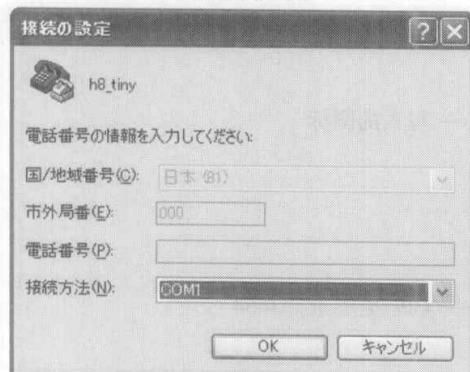 接続の設定
h8_tiny
電話番号の情報を入力してください:
国/地域番号(C): 日本 (81)
市外局番(E): 000
電話番号(P):
接続方法(N): COM1
OK キャンセル